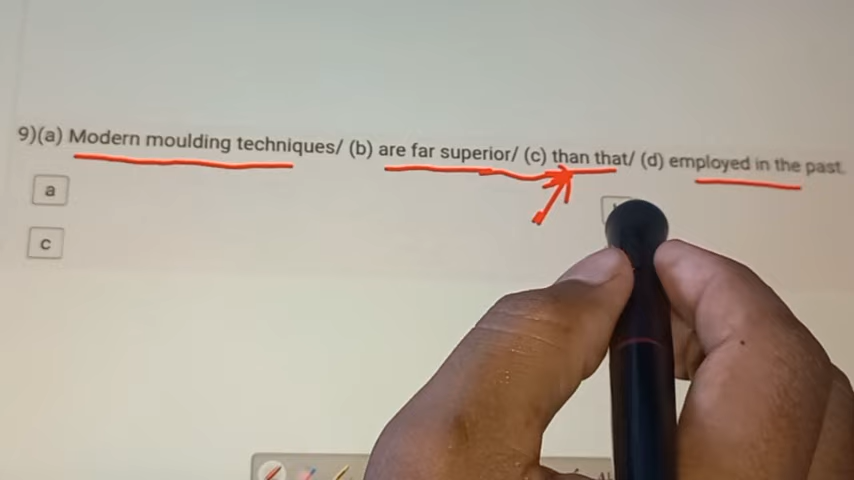 9)(a) Modern moulding techniques/ (b) are far superior/ (c) than that/ (d) employed in the past.
a
c